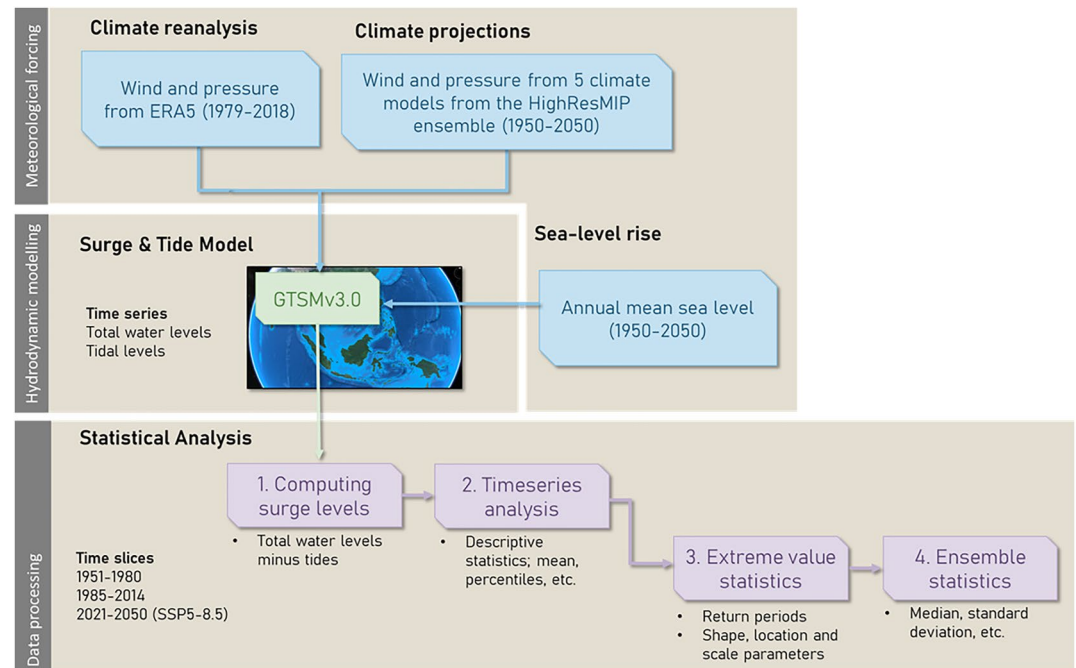 Meteorological forcing
Climate reanalysis
Wind and pressure
from ERA5 (1979-2018)
Climate projections
Wind and pressure from 5 climate
models from the HighResMIP
ensemble (1950-2050)
Hydrodynamic modelling
Surge & Tide Model
Time series
Total water levels
Tidal levels
GTSMv3.0
Sea-level rise
Annual mean sea level
(1950-2050)
Data processing
Statistical Analysis
Time slices
1951-1980
1985-2014
2021-2050 (SSP5-8.5)
1. Computing
surge levels
• Total water levels
minus tides
2. Timeseries
analysis
• Descriptive
statistics; mean,
percentiles, etc.
3. Extreme value
statistics
• Return periods
• Shape, location and
scale parameters
4. Ensemble
statistics
• Median, standard
deviation, etc.